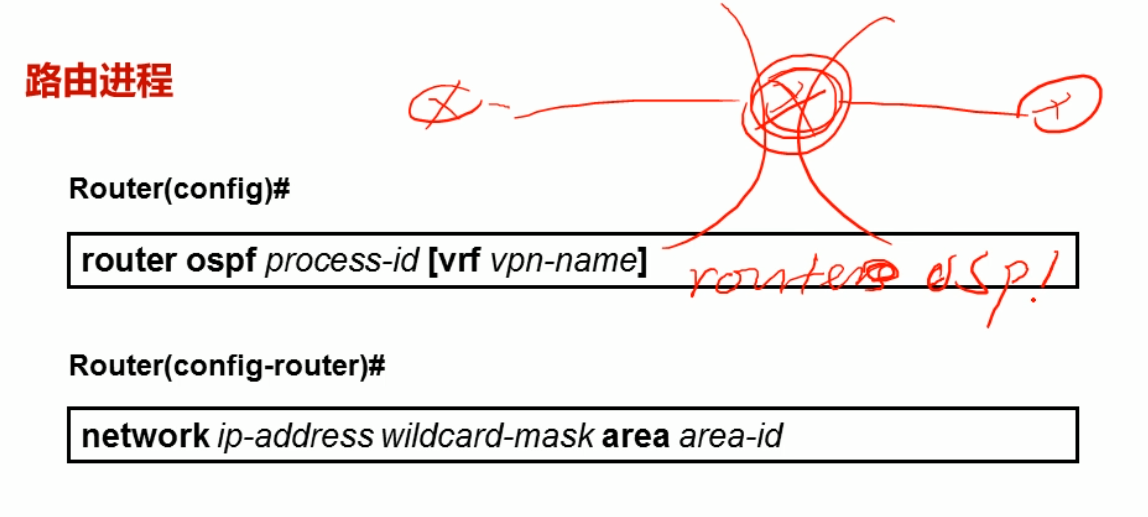 路由进程
Router(config)#
router ospf process-id [vrf vpn-name]
router osp!
Router(config-router)#
network ip-address wildcard-mask area area-id